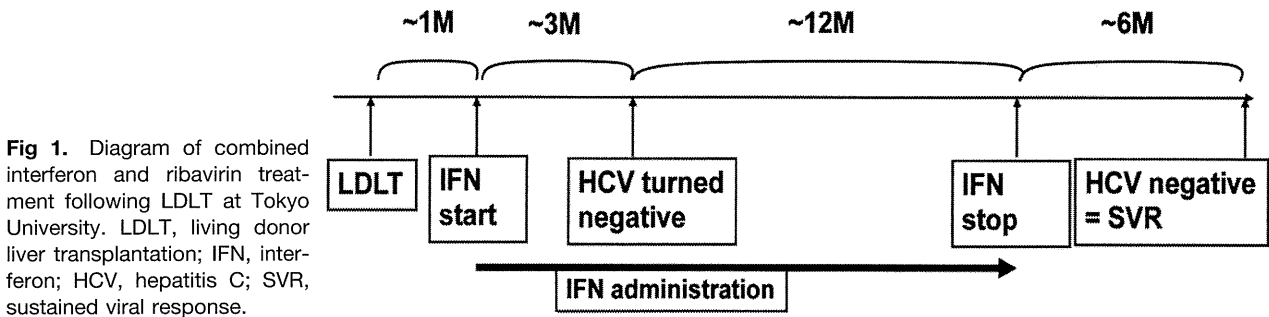 ~1M ~3M ~12M ~6M
Fig 1. Diagram of combined
interferon and ribavirin treat-
ment following LDLT at Tokyo
University. LDLT, living donor
liver transplantation; IFN, inter-
feron; HCV, hepatitis C; SVR,
sustained viral response.
LDLT
IFN
start
HCV turned
negative
IFN
stop
HCV negative
= SVR
IFN administration